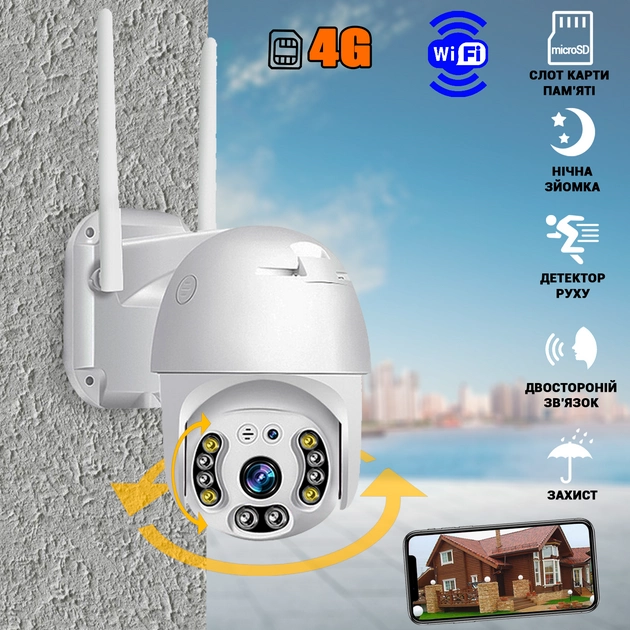 4G
WiFi
microSD
СЛОТ КАРТИ
ПАМ'ЯТІ
НІЧНА
ЗЙОМКА
ДЕТЕКТОР
РУХУ
ДВОСТОРОНІЙ
ЗВ'ЯЗОК
ЗАХИСТ